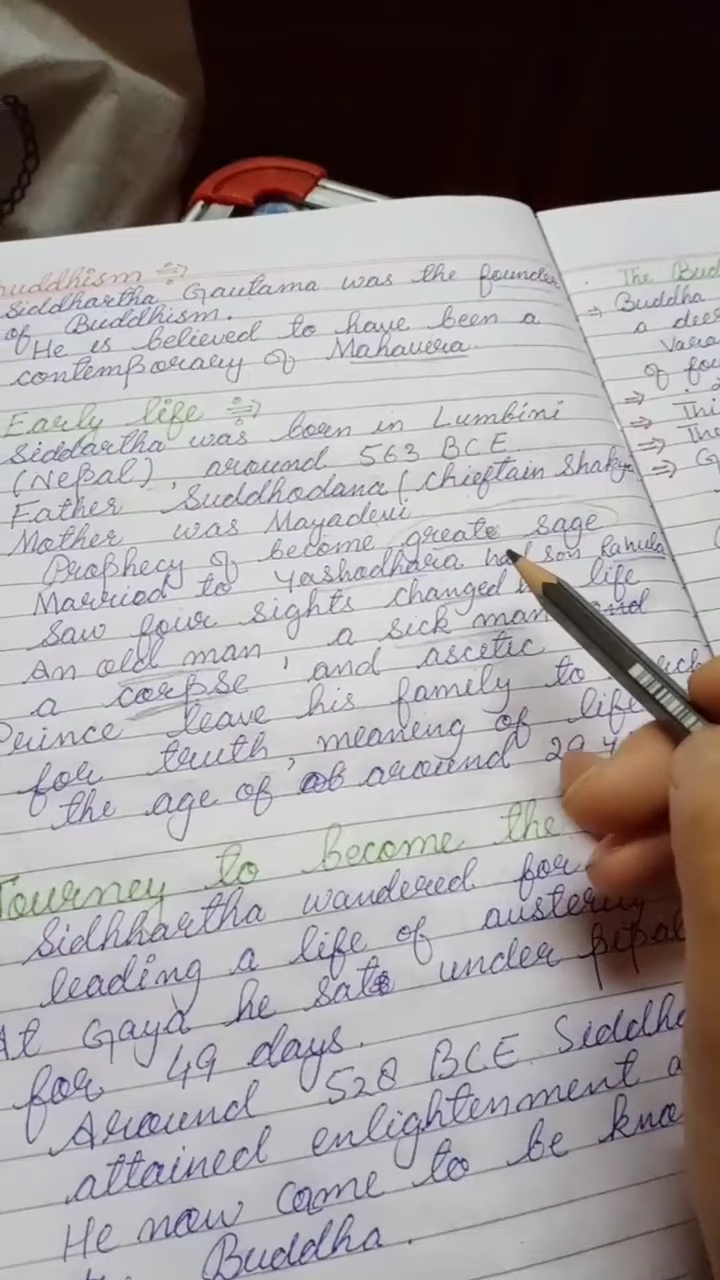 Buddhism ÷⇒
Siddhartha Gautama was the founder
of Buddhism.
He is believed to have been a
contemporary of Mahavera.
Early life ÷⇒
Siddartha was born in Lumbini
(Nepal), around 563 BCE
Father Suddhodana (Chieftain Shakya
Mother was Mayadevi
Prophecy of become greate sage
Married to Yashodhara had son Rahula
Saw four sights changed life
An old man, a sick man and
a corpse, and ascetic
Prince leave his family to
for truth, meaning of life
the age of around 29
Journey to become the
Sidhhartha wandered for
leading a life of austerity
At Gaya he sat under pipal
for 49 days.
Around 528 BCE
attained enlightenment
He now came to be
Buddha.
The
⇒ Buddha
a
of
⇒
⇒
⇒ The
⇒